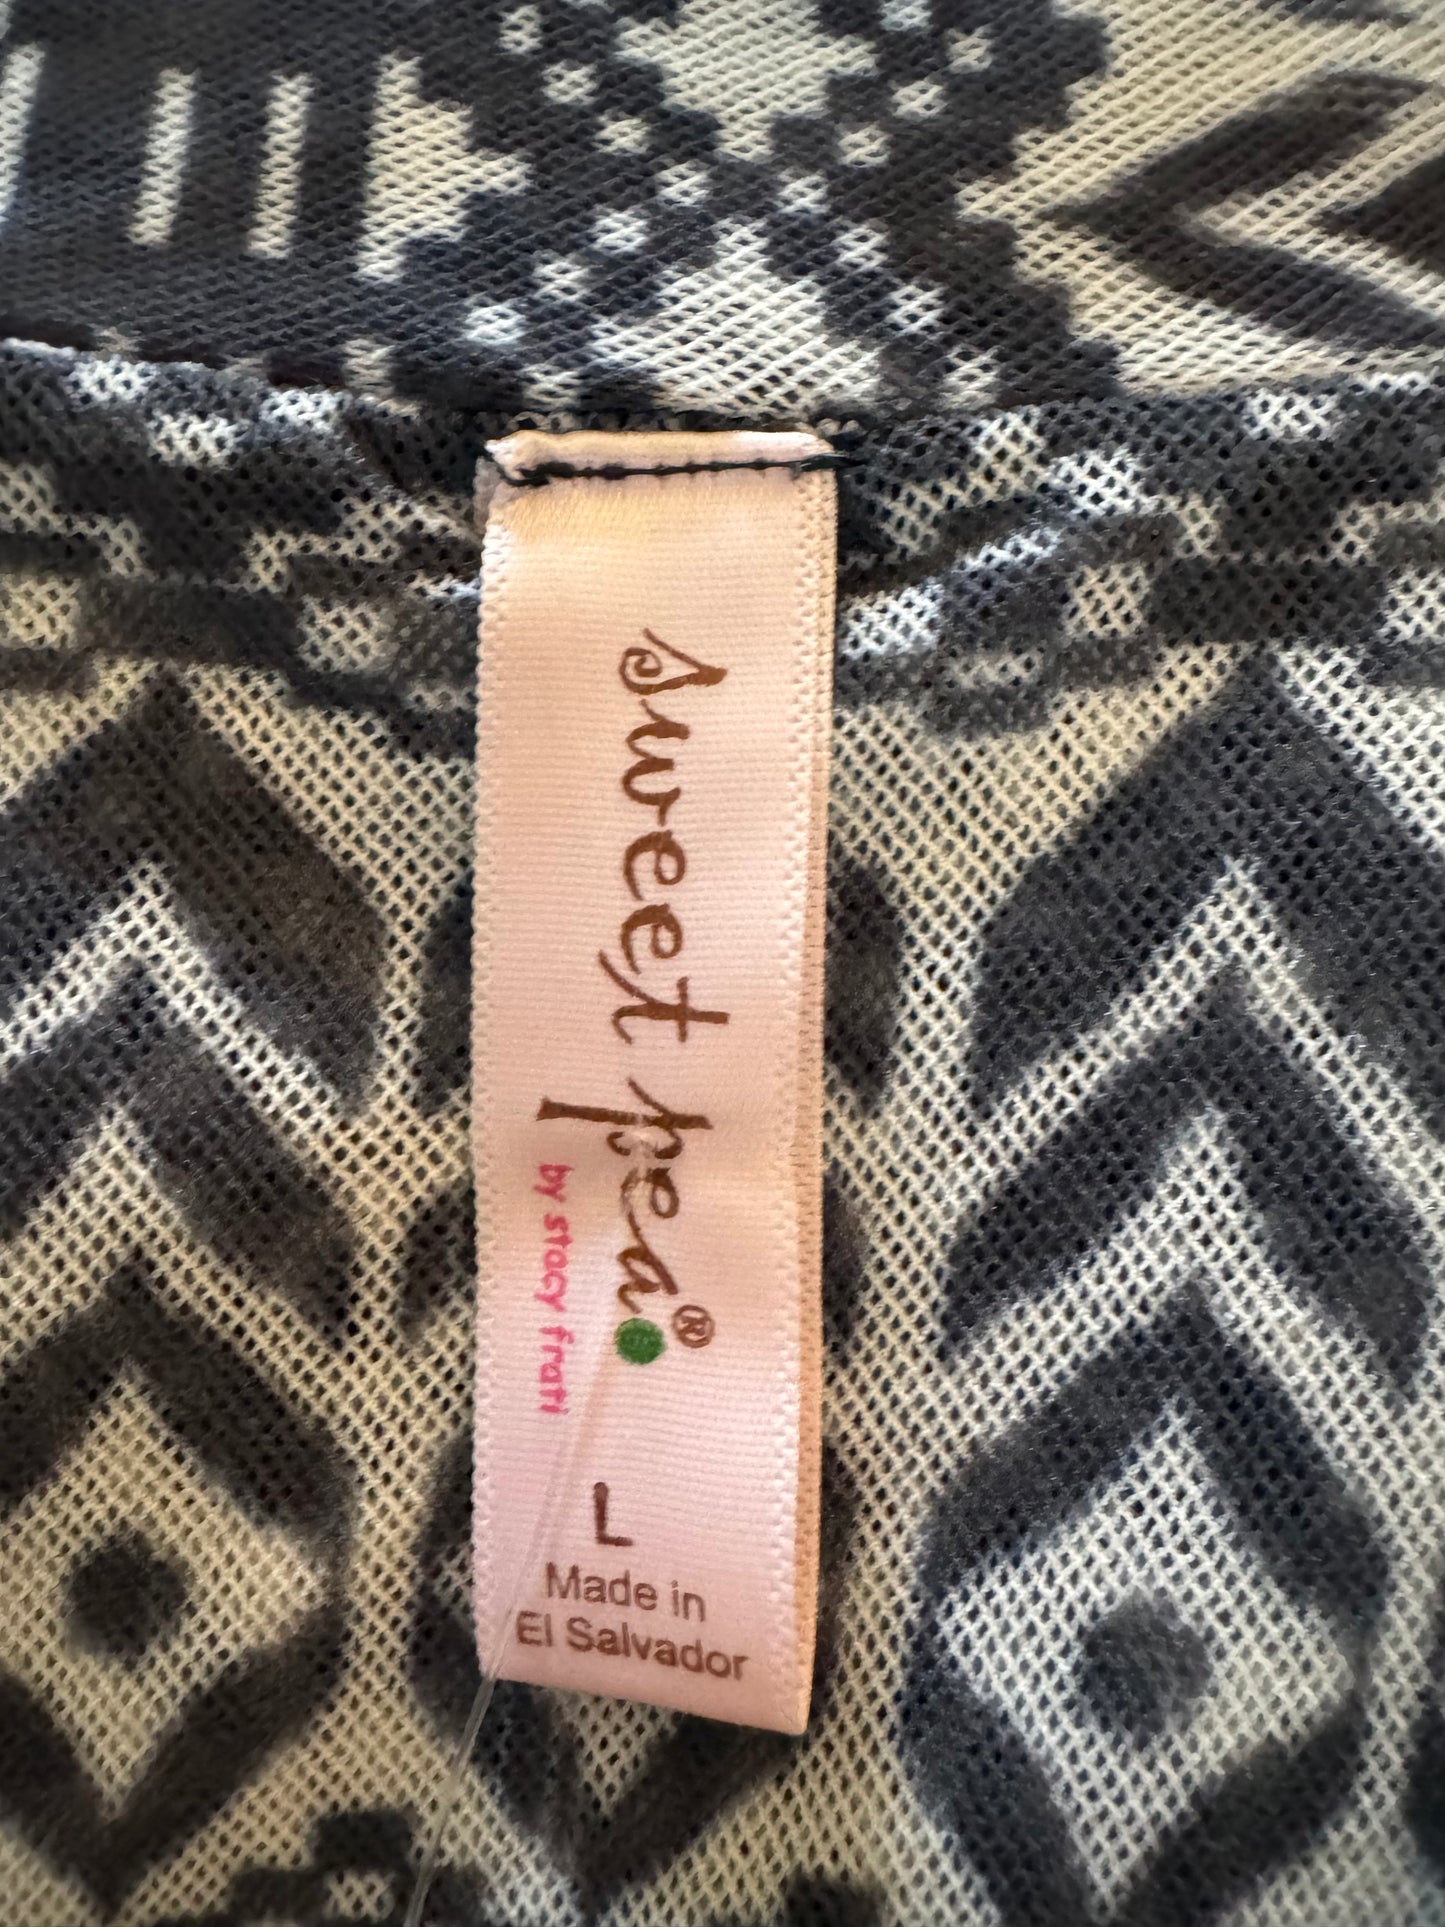 sweet pea®
by stacy frati
L
Made in
El Salvador